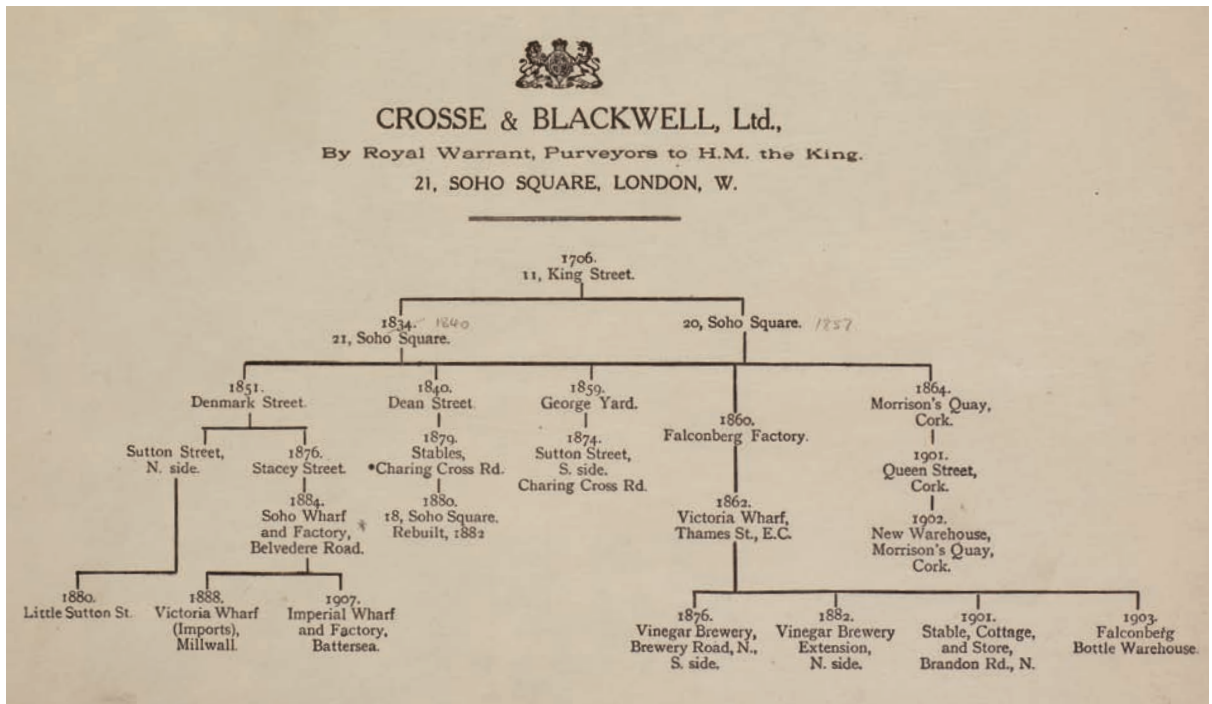 CROSSE & BLACKWELL, Ltd.,
By Royal Warrant, Purveyors to H.M. the King.
21, SOHO SQUARE, LONDON, W.
1706.
11, King Street.
1834. 1840
21, Soho Square.
20, Soho Square. 1857
1851.
Denmark Street.
1840.
Dean Street.
1859.
George Yard.
1860.
Falconberg Factory.
1864.
Morrison's Quay,
Cork.
Sutton Street,
N. side.
1876.
Stacey Street.
1879.
Stables,
•Charing Cross Rd.
1874.
Sutton Street,
S. side.
Charing Cross Rd.
1901.
Queen Street,
Cork.
1884.
Soho Wharf
and Factory,
Belvedere Road.
1880.
18, Soho Square.
Rebuilt, 1882
1862.
Victoria Wharf,
Thames St., E.C.
1902.
New Warehouse,
Morrison's Quay,
Cork.
1880.
Little Sutton St.
1888.
Victoria Wharf
(Imports),
Millwall.
1907.
Imperial Wharf
and Factory,
Battersea.
1876.
Vinegar Brewery,
Brewery Road, N.,
S. side.
1882.
Vinegar Brewery
Extension,
N. side.
1901.
Stable, Cottage,
and Store,
Brandon Rd., N.
1903.
Falconberg
Bottle Warehouse.